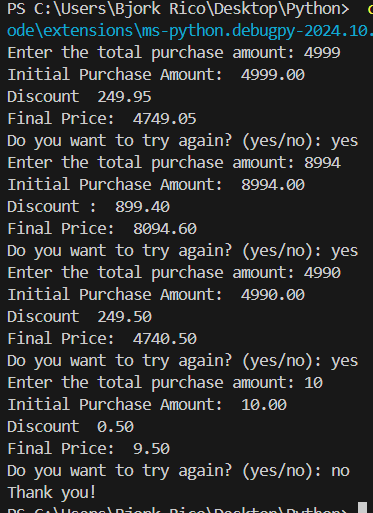 PS C:\Users\Bjork Rico\Desktop\Python>
ode\extensions\ms-python.debugpy-2024.10.
Enter the total purchase amount: 4999
Initial Purchase Amount:  4999.00
Discount  249.95
Final Price:  4749.05
Do you want to try again? (yes/no): yes
Enter the total purchase amount: 8994
Initial Purchase Amount:  8994.00
Discount :  899.40
Final Price:  8094.60
Do you want to try again? (yes/no): yes
Enter the total purchase amount: 4990
Initial Purchase Amount:  4990.00
Discount  249.50
Final Price:  4740.50
Do you want to try again? (yes/no): yes
Enter the total purchase amount: 10
Initial Purchase Amount:  10.00
Discount  0.50
Final Price:  9.50
Do you want to try again? (yes/no): no
Thank you!
PS C:\Users\Bjork Rico\Desktop\Python>